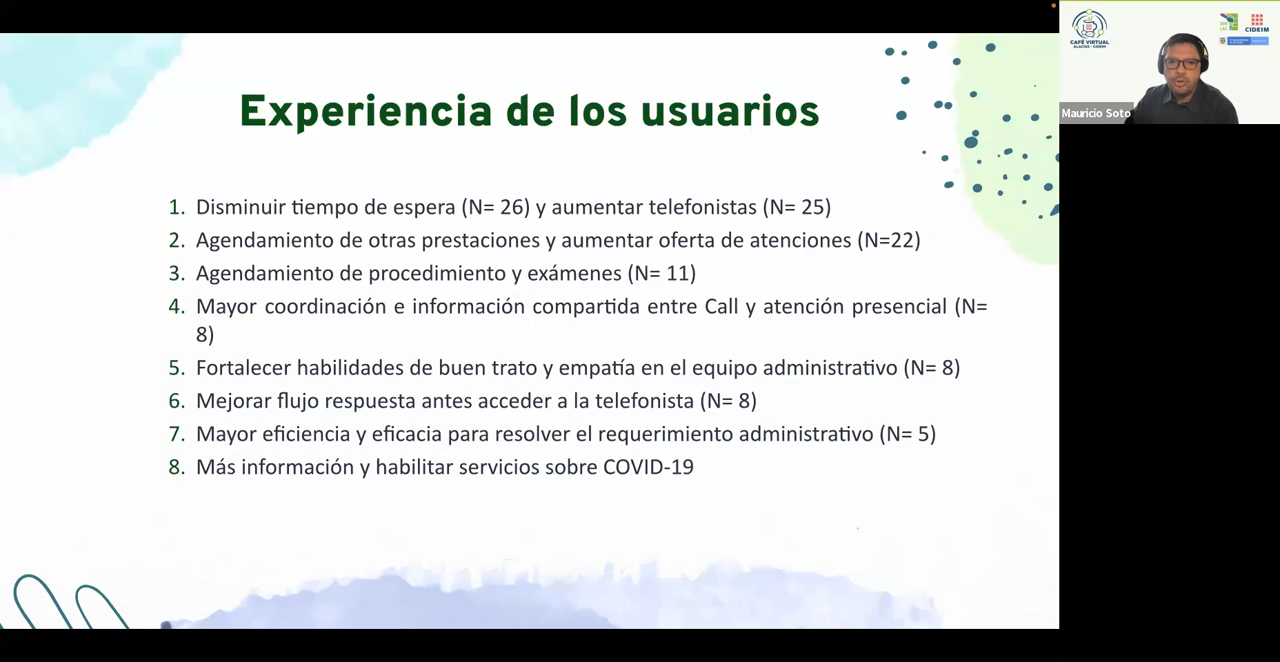 Experiencia de los usuarios
1. Disminuir tiempo de espera (N= 26) y aumentar telefonistas (N= 25)
2. Agendamiento de otras prestaciones y aumentar oferta de atenciones (N=22)
3. Agendamiento de procedimiento y exámenes (N= 11)
4. Mayor coordinación e información compartida entre Call y atención presencial (N=
8)
5. Fortalecer habilidades de buen trato y empatía en el equipo administrativo (N= 8)
6. Mejorar flujo respuesta antes acceder a la telefonista (N= 8)
7. Mayor eficiencia y eficacia para resolver el requerimiento administrativo (N= 5)
8. Más información y habilitar servicios sobre COVID-19
CAFÉ VIRTUAL
ALACIGS - CIDEIM
CIDEIM
Mauricio Soto